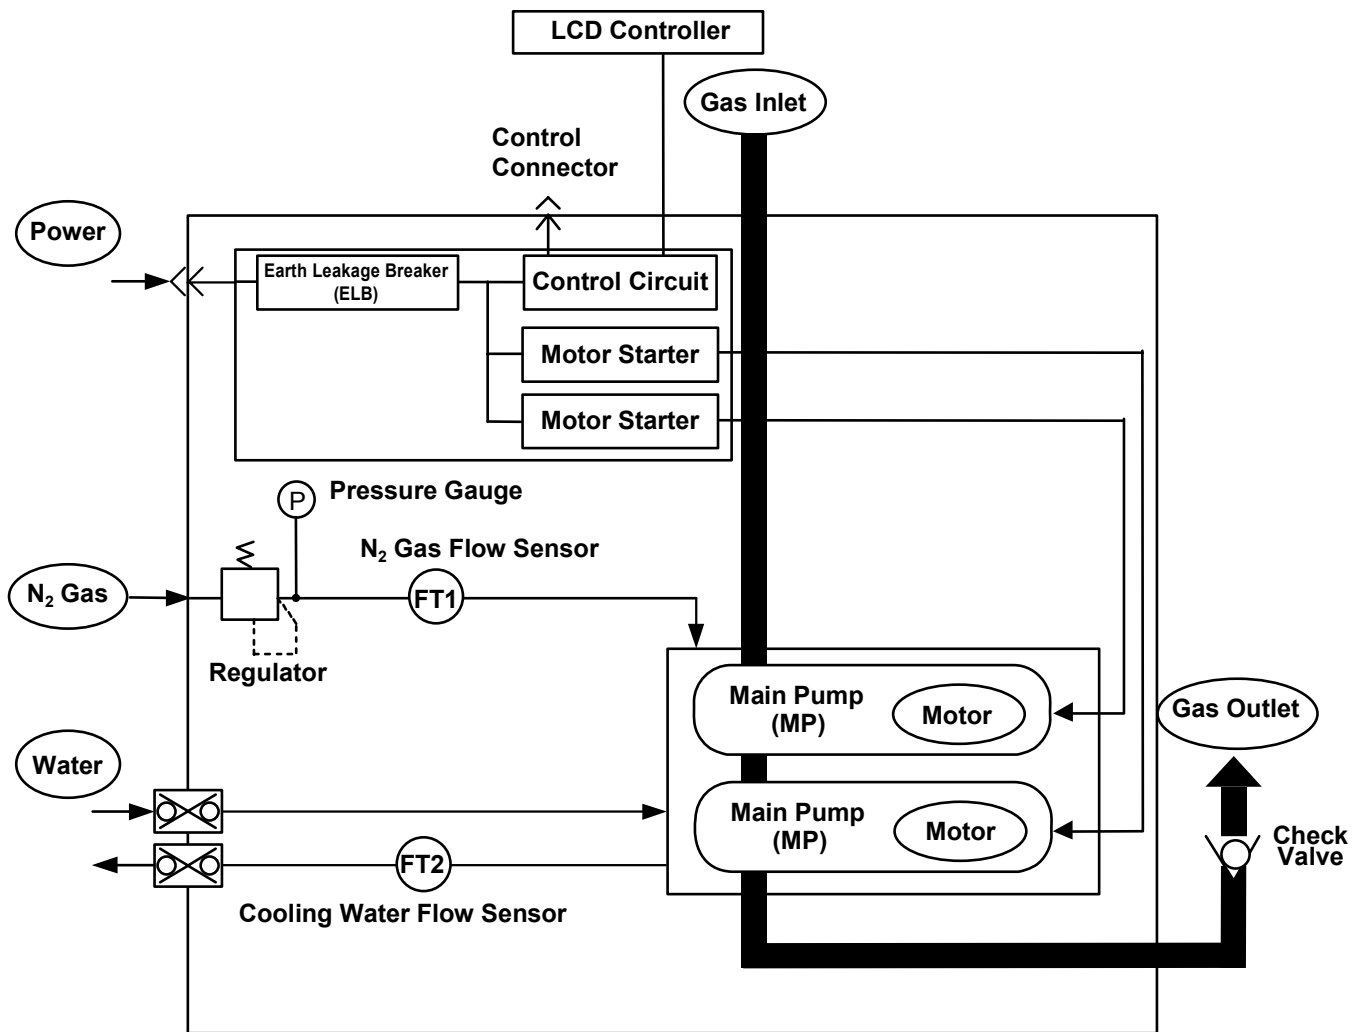 LCD Controller
Gas Inlet
Control
Connector
Power
Earth Leakage Breaker
(ELB)
Control Circuit
Motor Starter
Motor Starter
P
Pressure Gauge
N₂ Gas Flow Sensor
N₂ Gas
FT1
Regulator
Main Pump
(MP)
Motor
Gas Outlet
Water
Main Pump
(MP)
Motor
Check
Valve
FT2
Cooling Water Flow Sensor